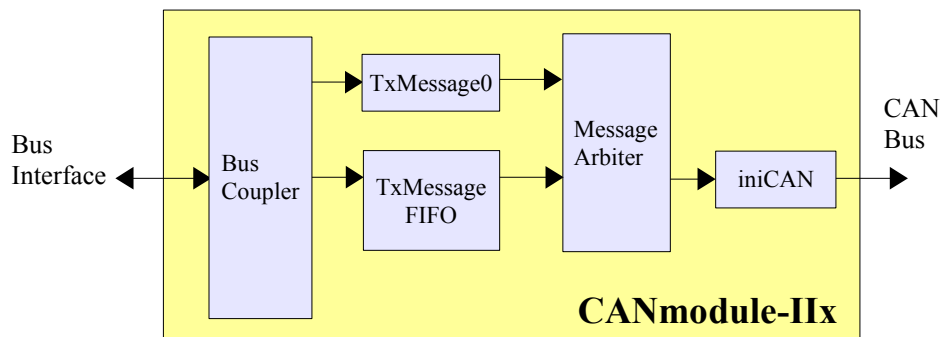 Bus
Interface
Bus
Coupler
TxMessage0
TxMessage
FIFO
Message
Arbiter
iniCAN
CAN
Bus
CANmodule-IIx